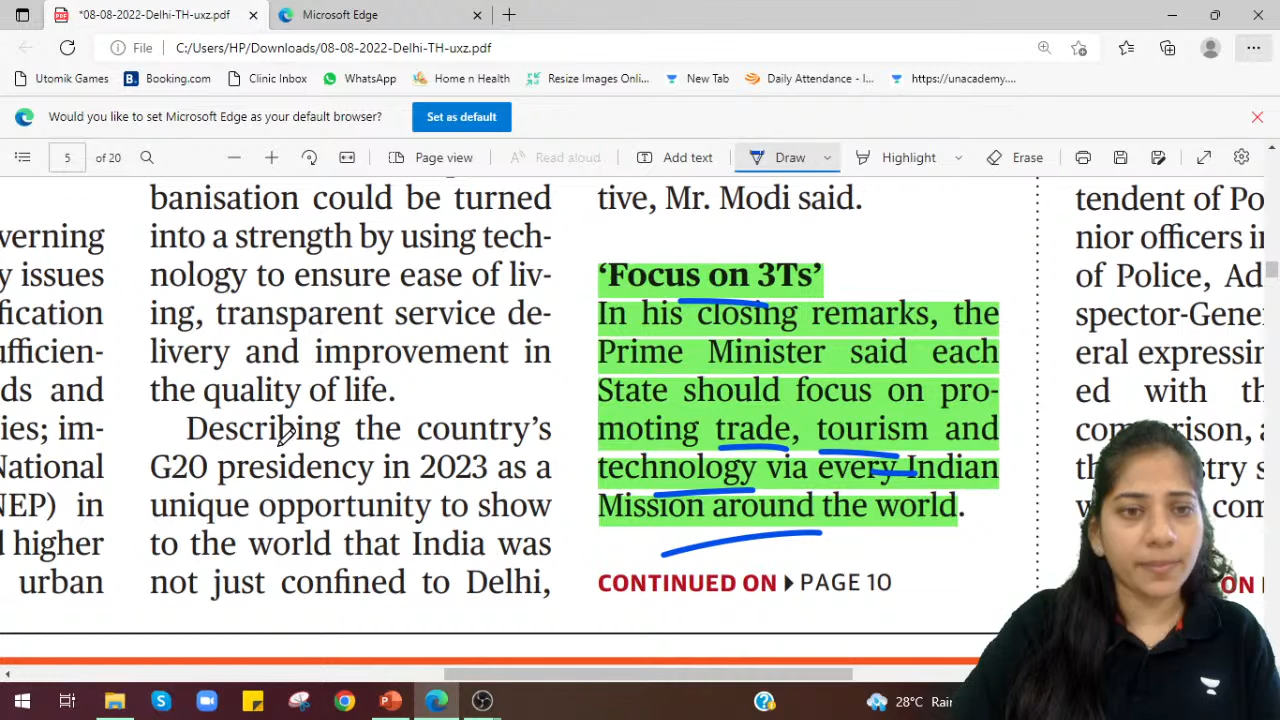 *08-08-2022-Delhi-TH-uxz.pdf
Microsoft Edge
File C:/Users/HP/Downloads/08-08-2022-Delhi-TH-uxz.pdf
Utomik Games Booking.com Clinic Inbox WhatsApp Home n Health Resize Images Onli... New Tab Daily Attendance - I... https://unacademy....
Would you like to set Microsoft Edge as your default browser? Set as default
5 of 20 Page view Read aloud Add text Draw Highlight Erase
verning
y issues
fication
ufficien-
ds and
ies; im-
National
NEP) in
d higher
urban
banisation could be turned
into a strength by using tech-
nology to ensure ease of liv-
ing, transparent service de-
livery and improvement in
the quality of life.
Describing the country's
G20 presidency in 2023 as a
unique opportunity to show
to the world that India was
not just confined to Delhi,
tive, Mr. Modi said.
‘Focus on 3Ts’
In his closing remarks, the
Prime Minister said each
State should focus on pro-
moting trade, tourism and
technology via every Indian
Mission around the world.
CONTINUED ON PAGE 10
tendent of Po
nior officers in
of Police, Ad
spector-Gener
eral expressin
ed with th
comparison, a
th stry s
w com
ON
28°C Rai